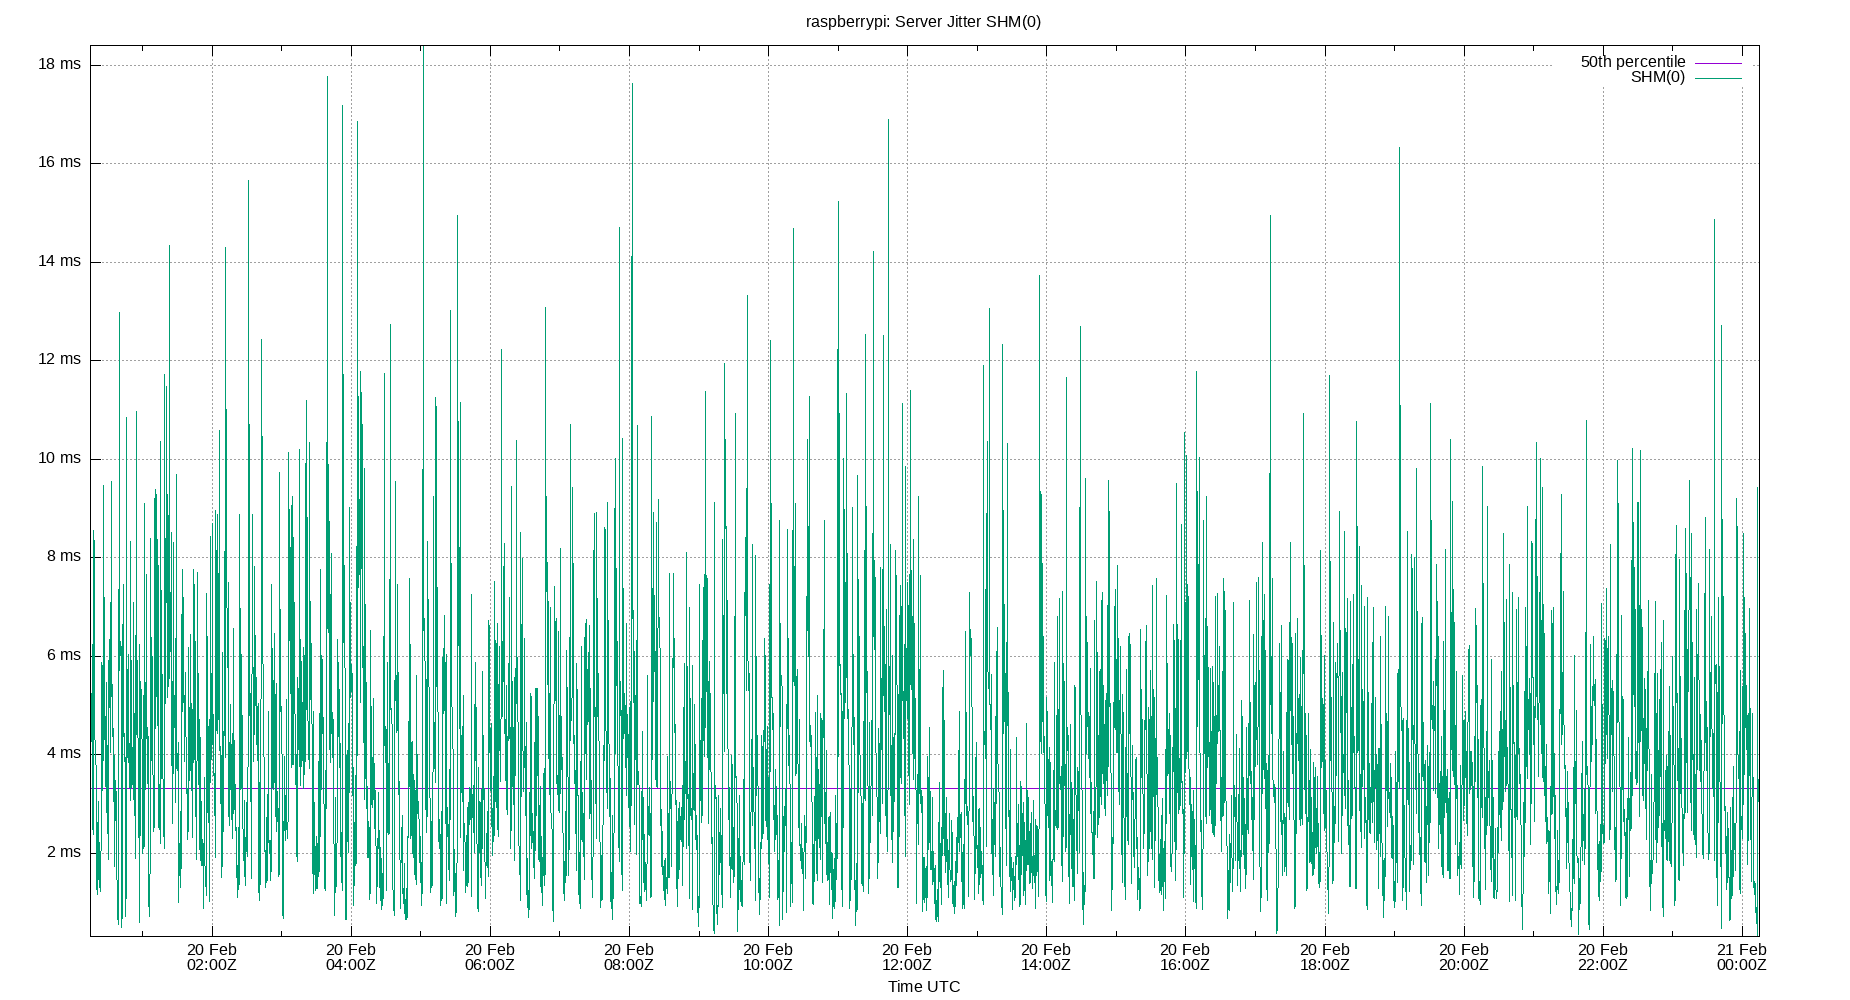 raspberrypi: Server Jitter SHM(0)
50th percentile
SHM(0)
18 ms
16 ms
14 ms
12 ms
10 ms
8 ms
6 ms
4 ms
2 ms
20 Feb 20 Feb 20 Feb 20 Feb 20 Feb 20 Feb 20 Feb 20 Feb 20 Feb 20 Feb 20 Feb 21 Feb
02:00Z 04:00Z 06:00Z 08:00Z 10:00Z 12:00Z 14:00Z 16:00Z 18:00Z 20:00Z 22:00Z 00:00Z
Time UTC